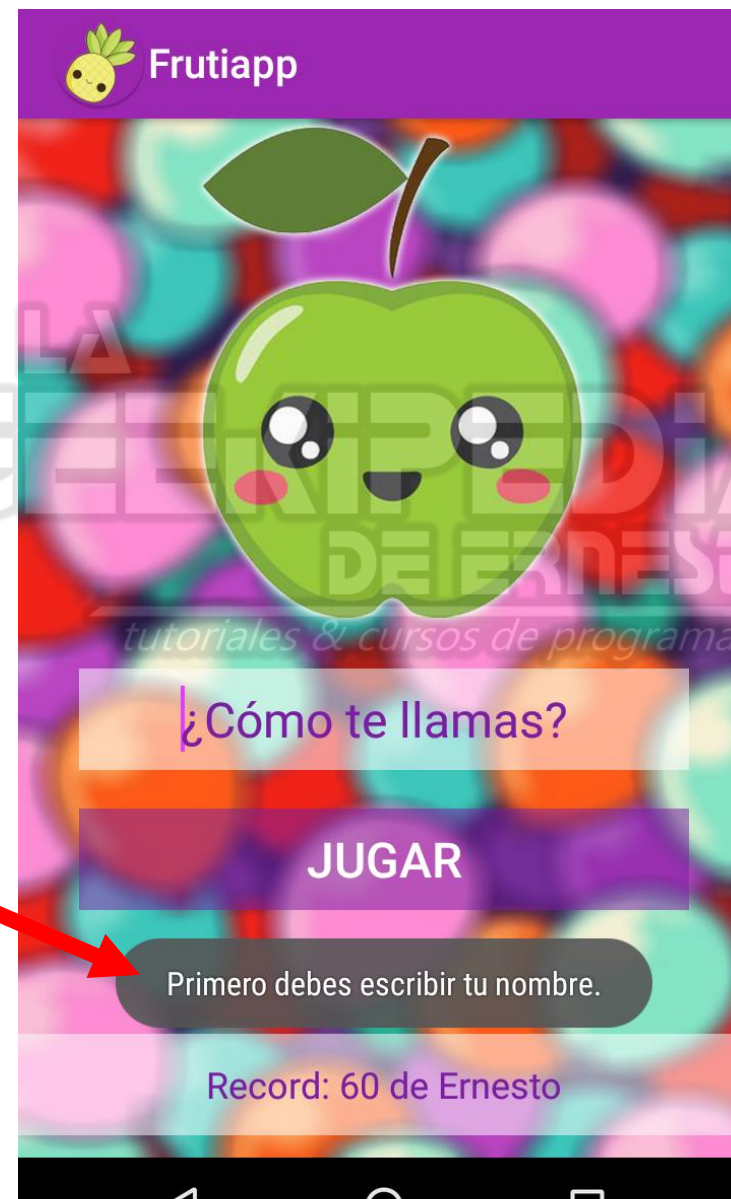 Frutiapp
LA
GEEKIPEDIA
DE ERNESTO
tutoriales & cursos de programa
¿Cómo te llamas?
JUGAR
Primero debes escribir tu nombre.
Record: 60 de Ernesto